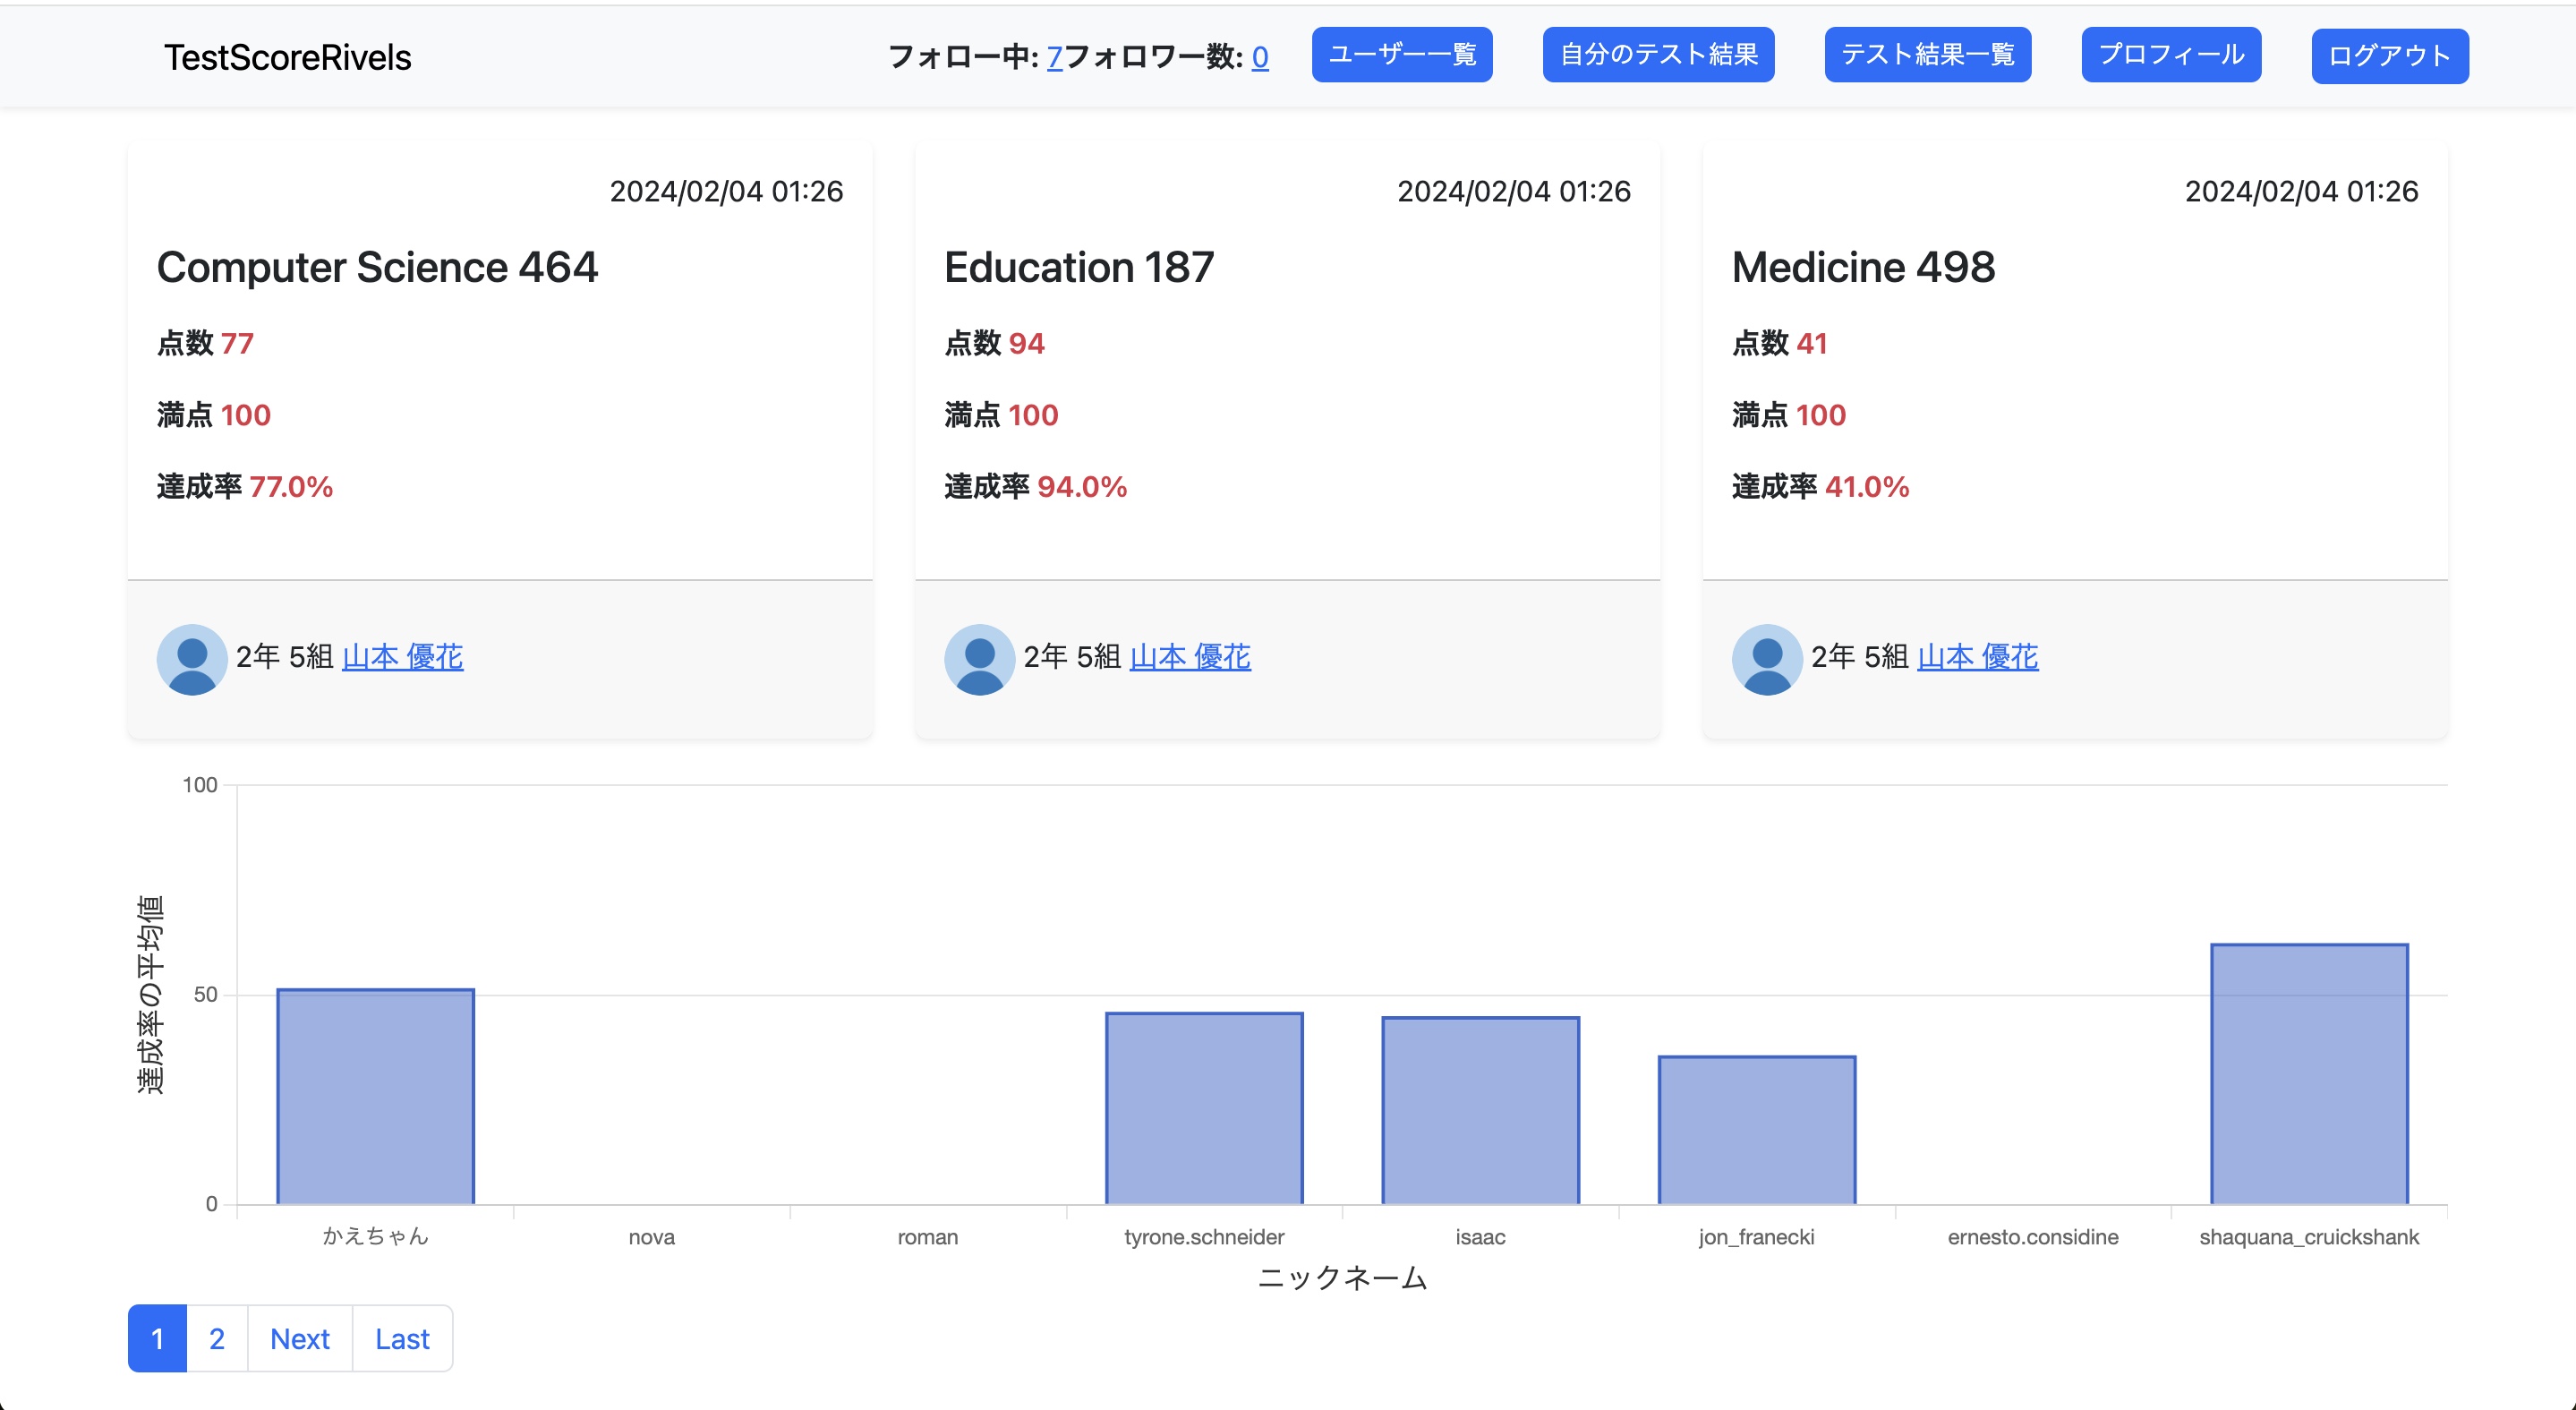 TestScoreRivels
フォロー中: 7フォロワー数: 0
ユーザー一覧
自分のテスト結果
テスト結果一覧
プロフィール
ログアウト
2024/02/04 01:26
Computer Science 464
点数 77
満点 100
達成率 77.0%
2年 5組 山本 優花
2024/02/04 01:26
Education 187
点数 94
満点 100
達成率 94.0%
2年 5組 山本 優花
2024/02/04 01:26
Medicine 498
点数 41
満点 100
達成率 41.0%
2年 5組 山本 優花
達成率の平均値
100
50
0
かえちゃん
nova
roman
tyrone.schneider
isaac
jon_franecki
ernesto.considine
shaquana_cruickshank
ニックネーム
1
2
Next
Last